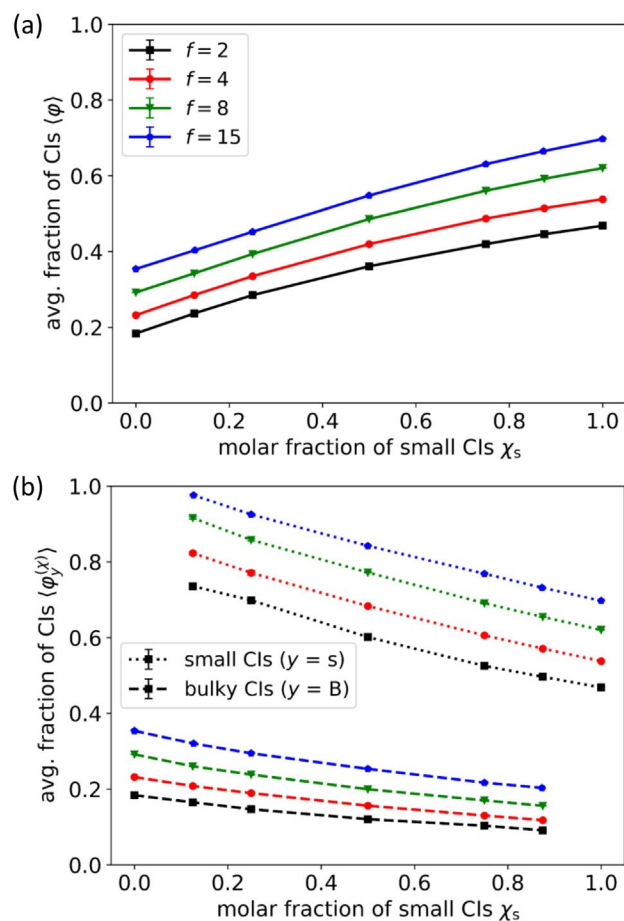 (a)
1.0
0.8
0.6
0.4
0.2
0.0
avg. fraction of CIs ⟨φ⟩
f = 2
f = 4
f = 8
f = 15
0.0 0.2 0.4 0.6 0.8 1.0
molar fraction of small CIs χs
(b)
1.0
0.8
0.6
0.4
0.2
0.0
avg. fraction of CIs ⟨φy(χ)⟩
small CIs (y = s)
bulky CIs (y = B)
0.0 0.2 0.4 0.6 0.8 1.0
molar fraction of small CIs χs